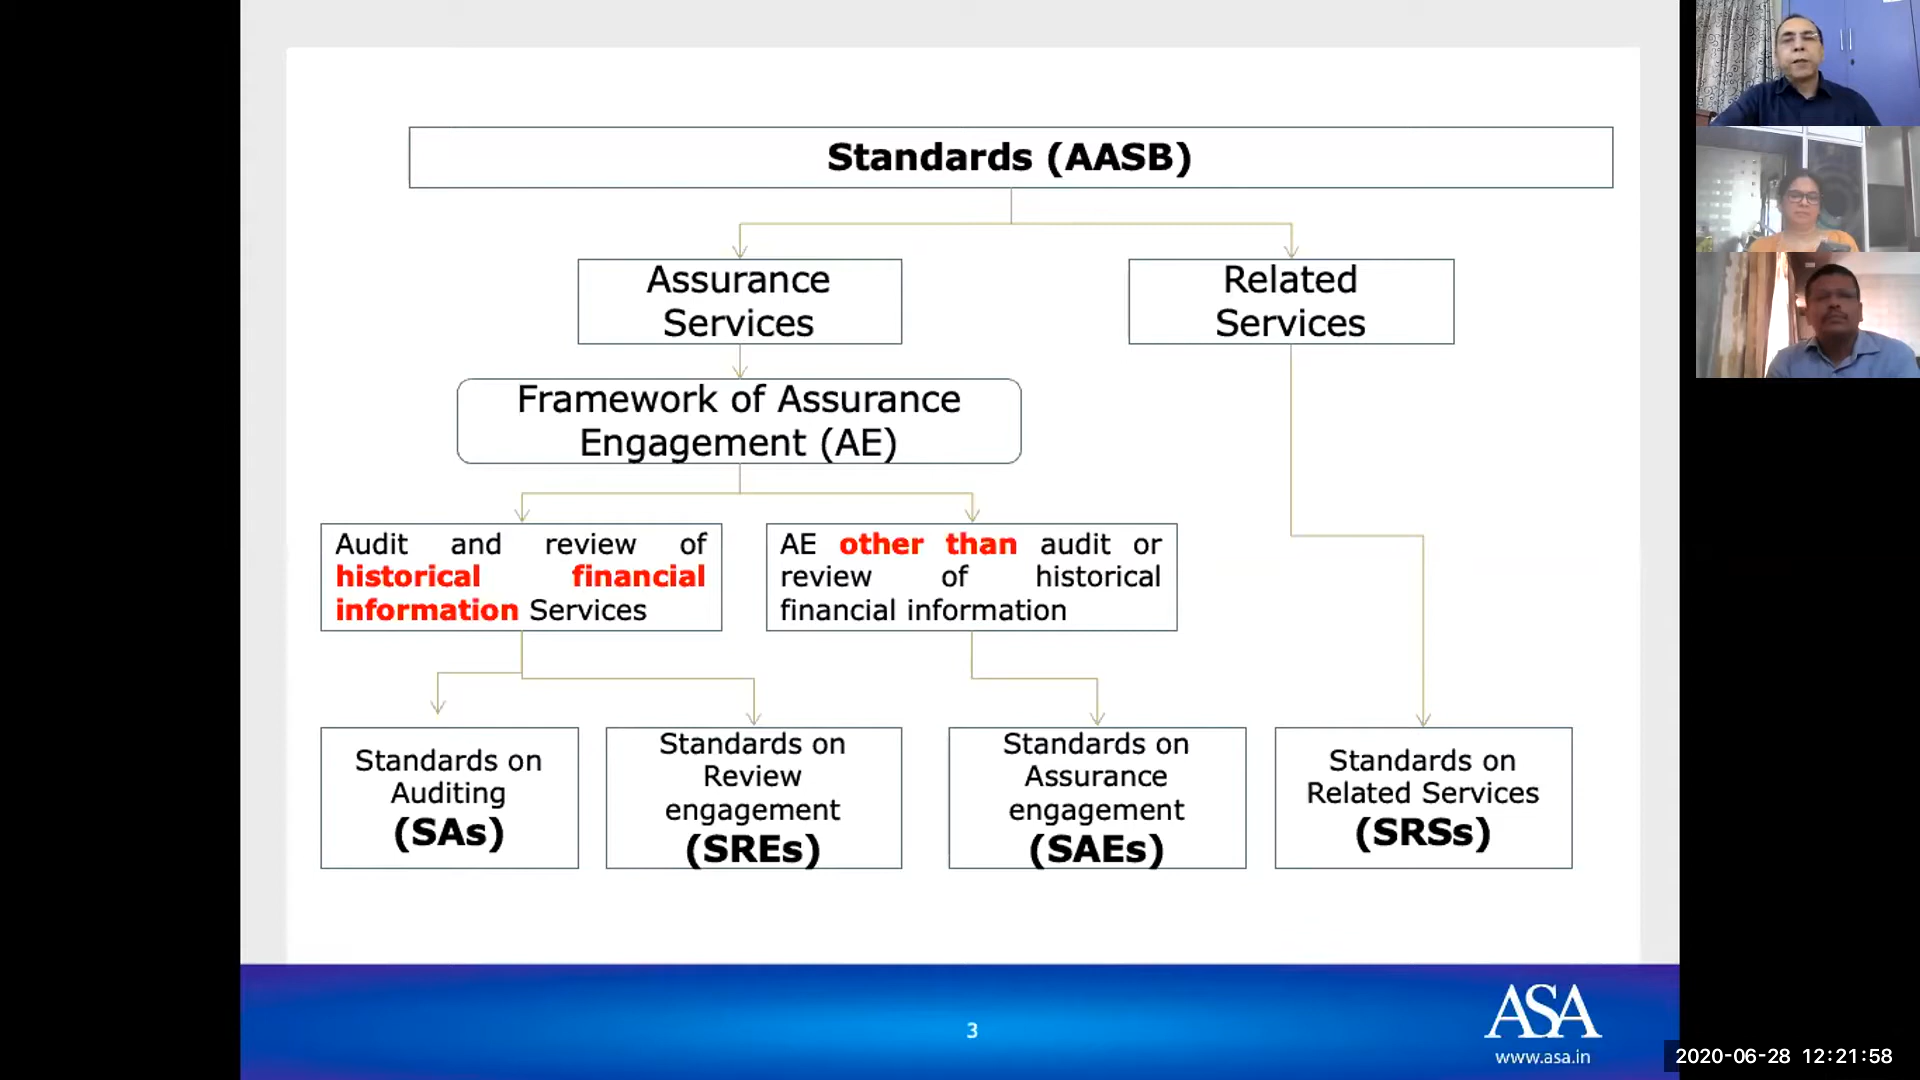 Standards (AASB)
Assurance
Services
Related
Services
Framework of Assurance
Engagement (AE)
Audit and review of
historical financial
information Services
AE other than audit or
review of historical
financial information
Standards on
Auditing
(SAs)
Standards on
Review
engagement
(SREs)
Standards on
Assurance
engagement
(SAEs)
Standards on
Related Services
(SRSs)
3
ASA
www.asa.in
2020-06-28 12:21:58